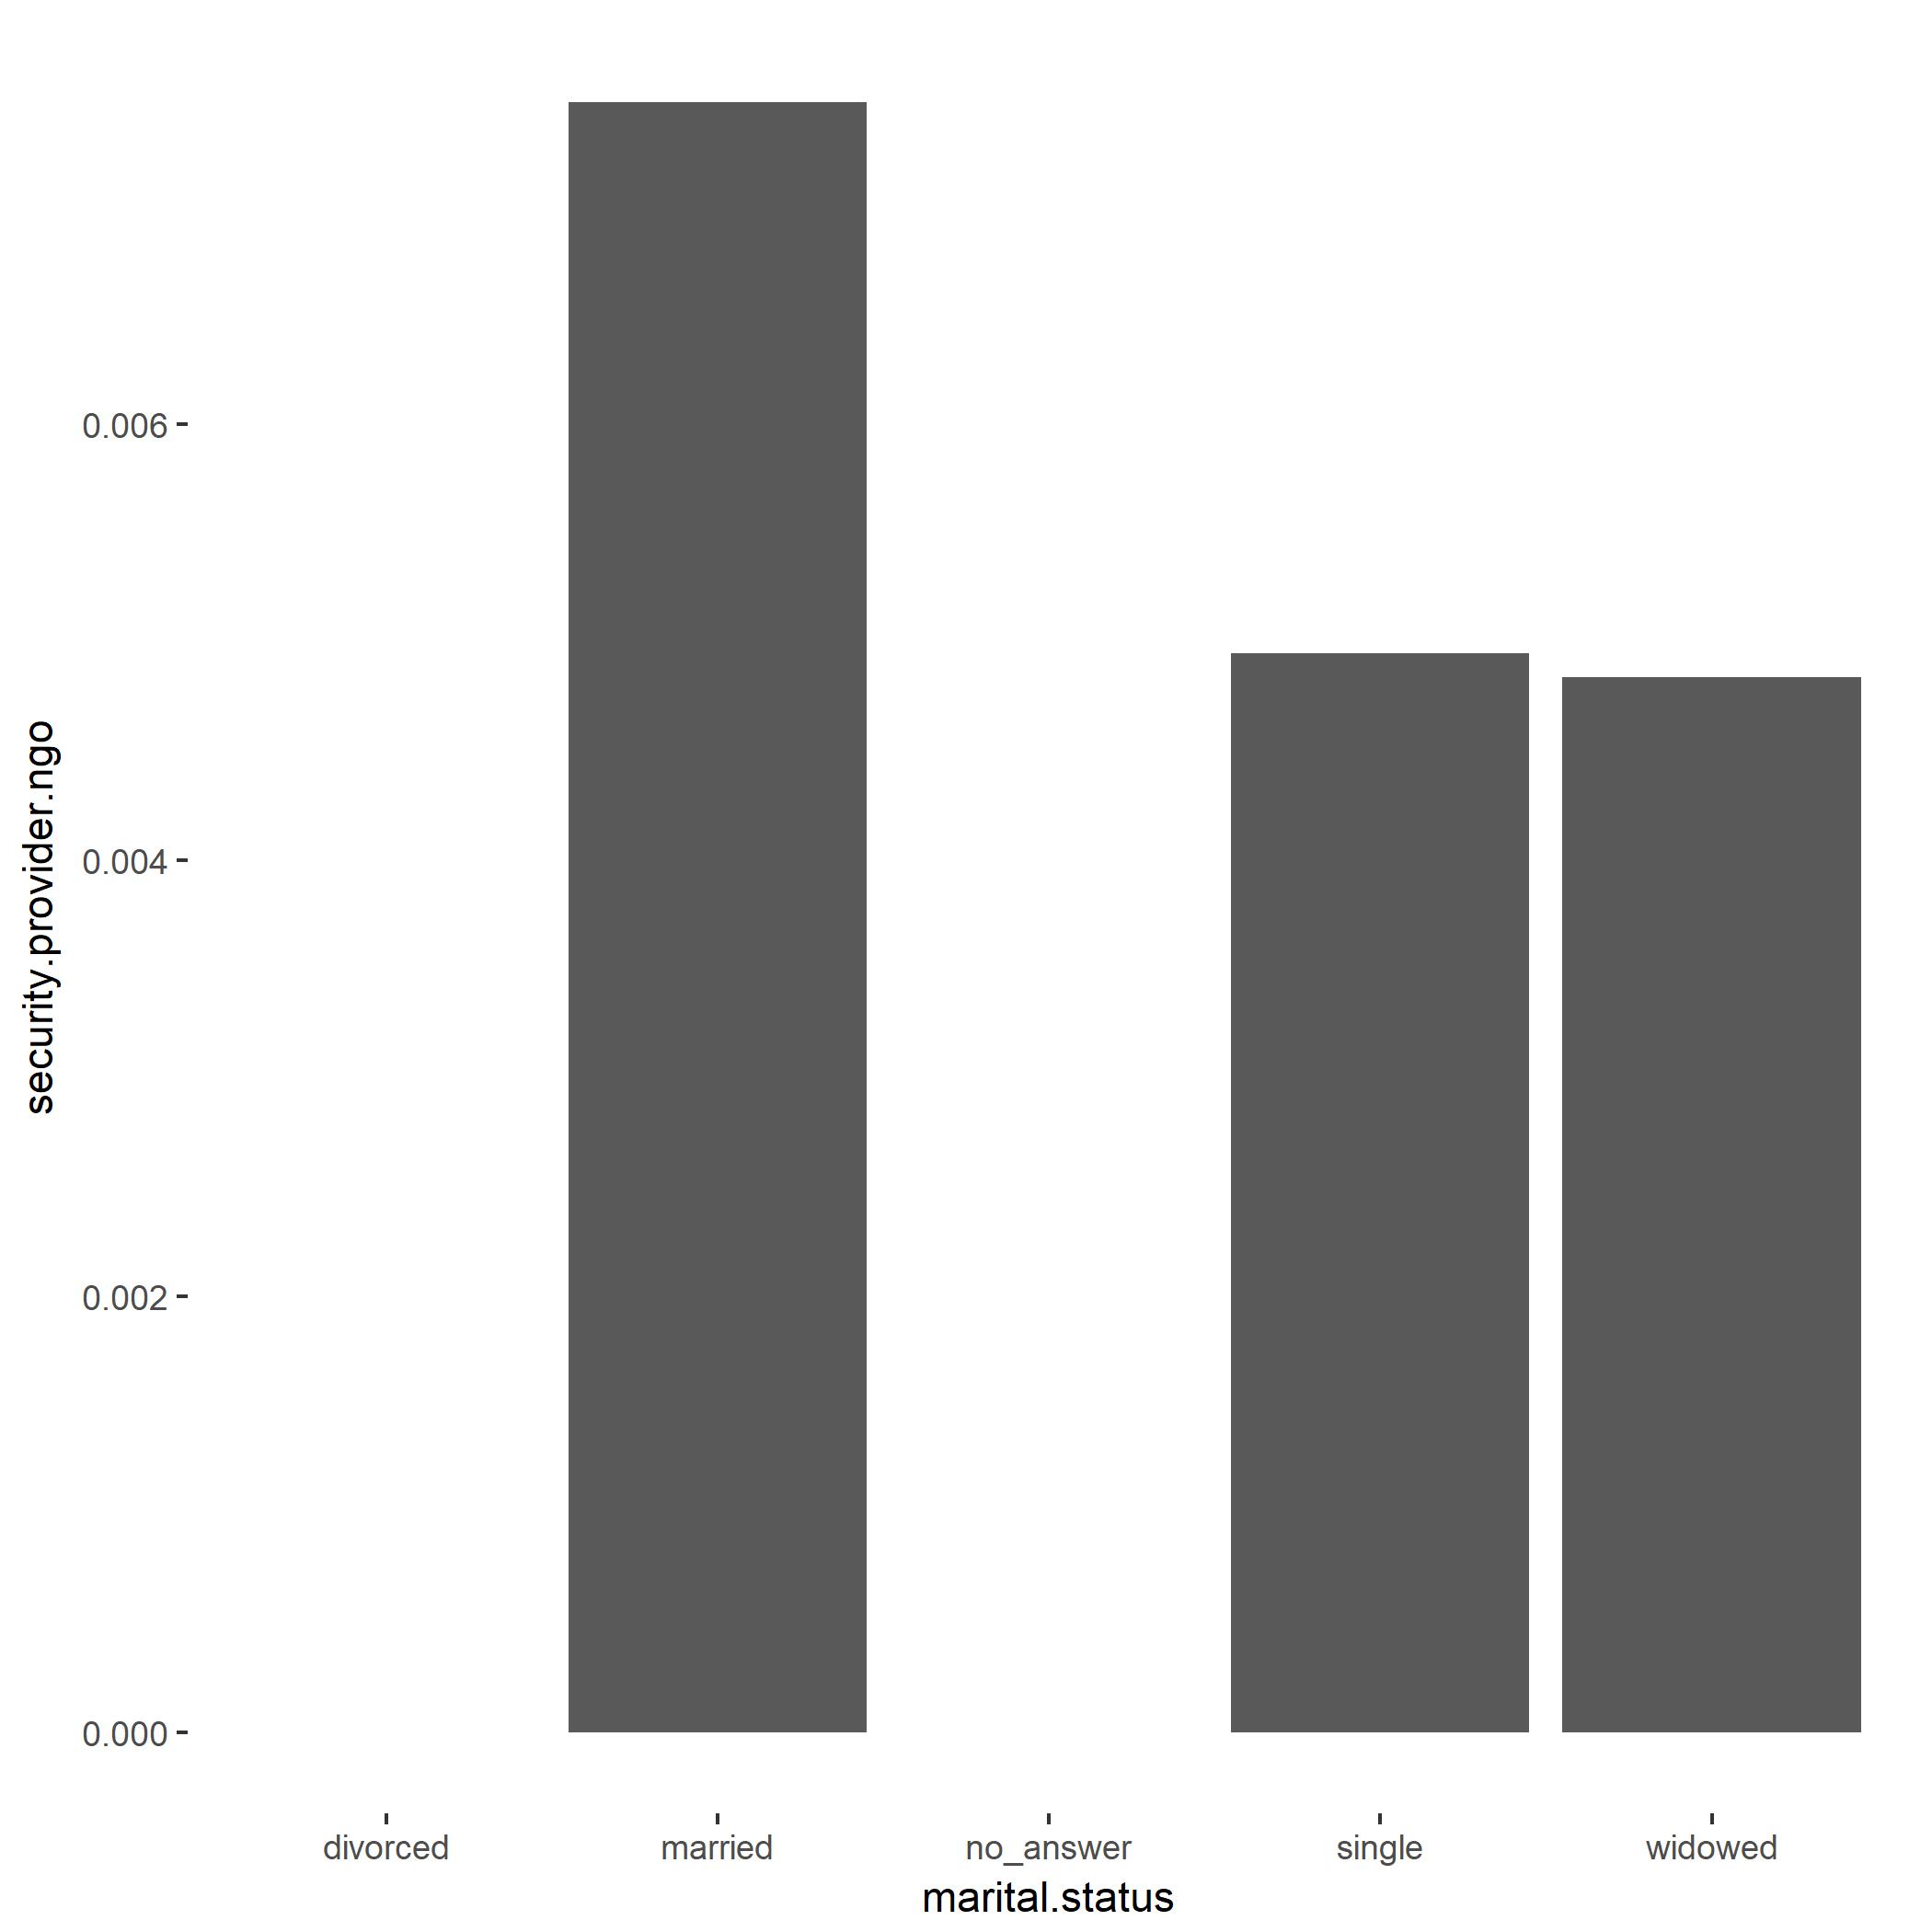 security.provider.ngo
0.006
0.004
0.002
0.000
divorced married no_answer single widowed
marital.status